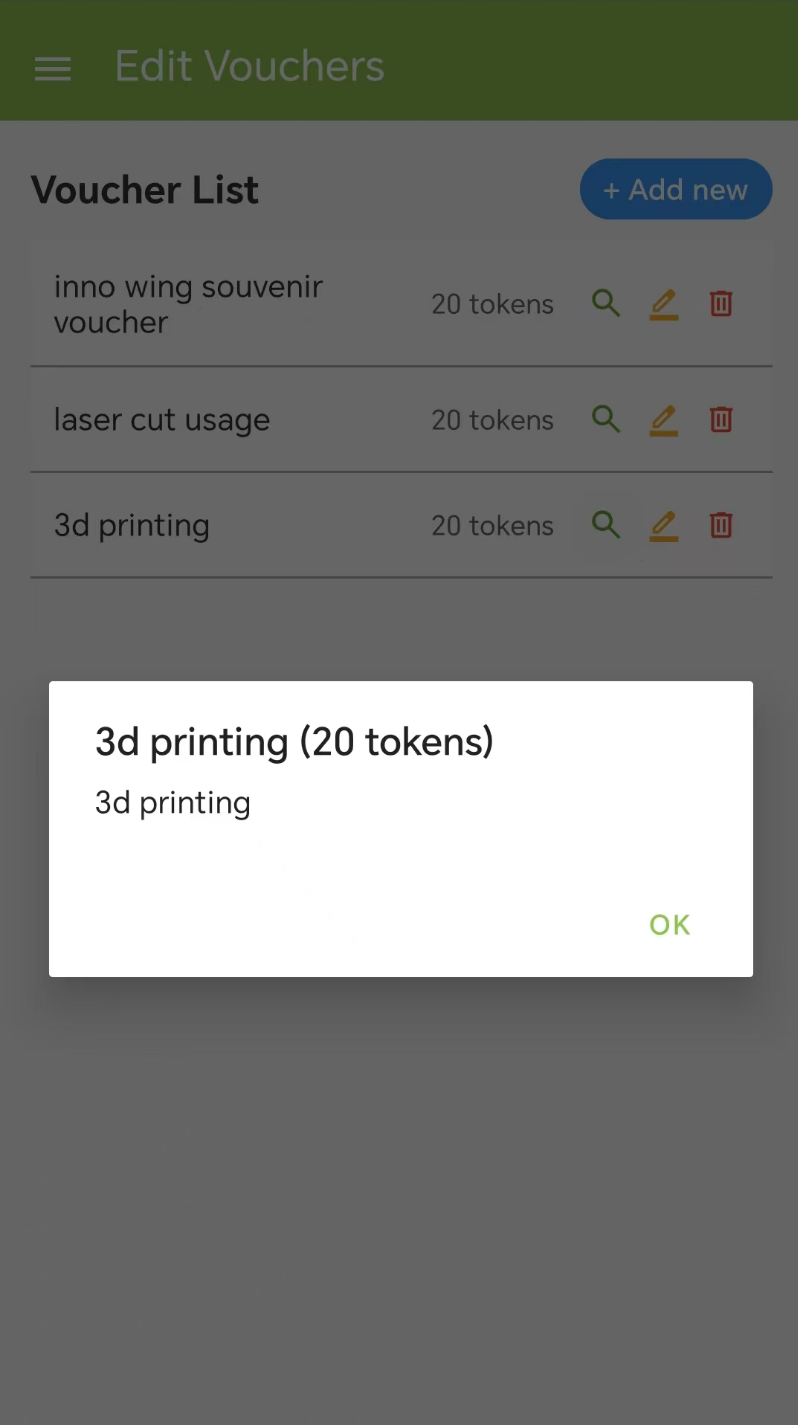 Edit Vouchers
Voucher List
+ Add new
inno wing souvenir
voucher
20 tokens
laser cut usage
20 tokens
3d printing
20 tokens
3d printing (20 tokens)
3d printing
OK